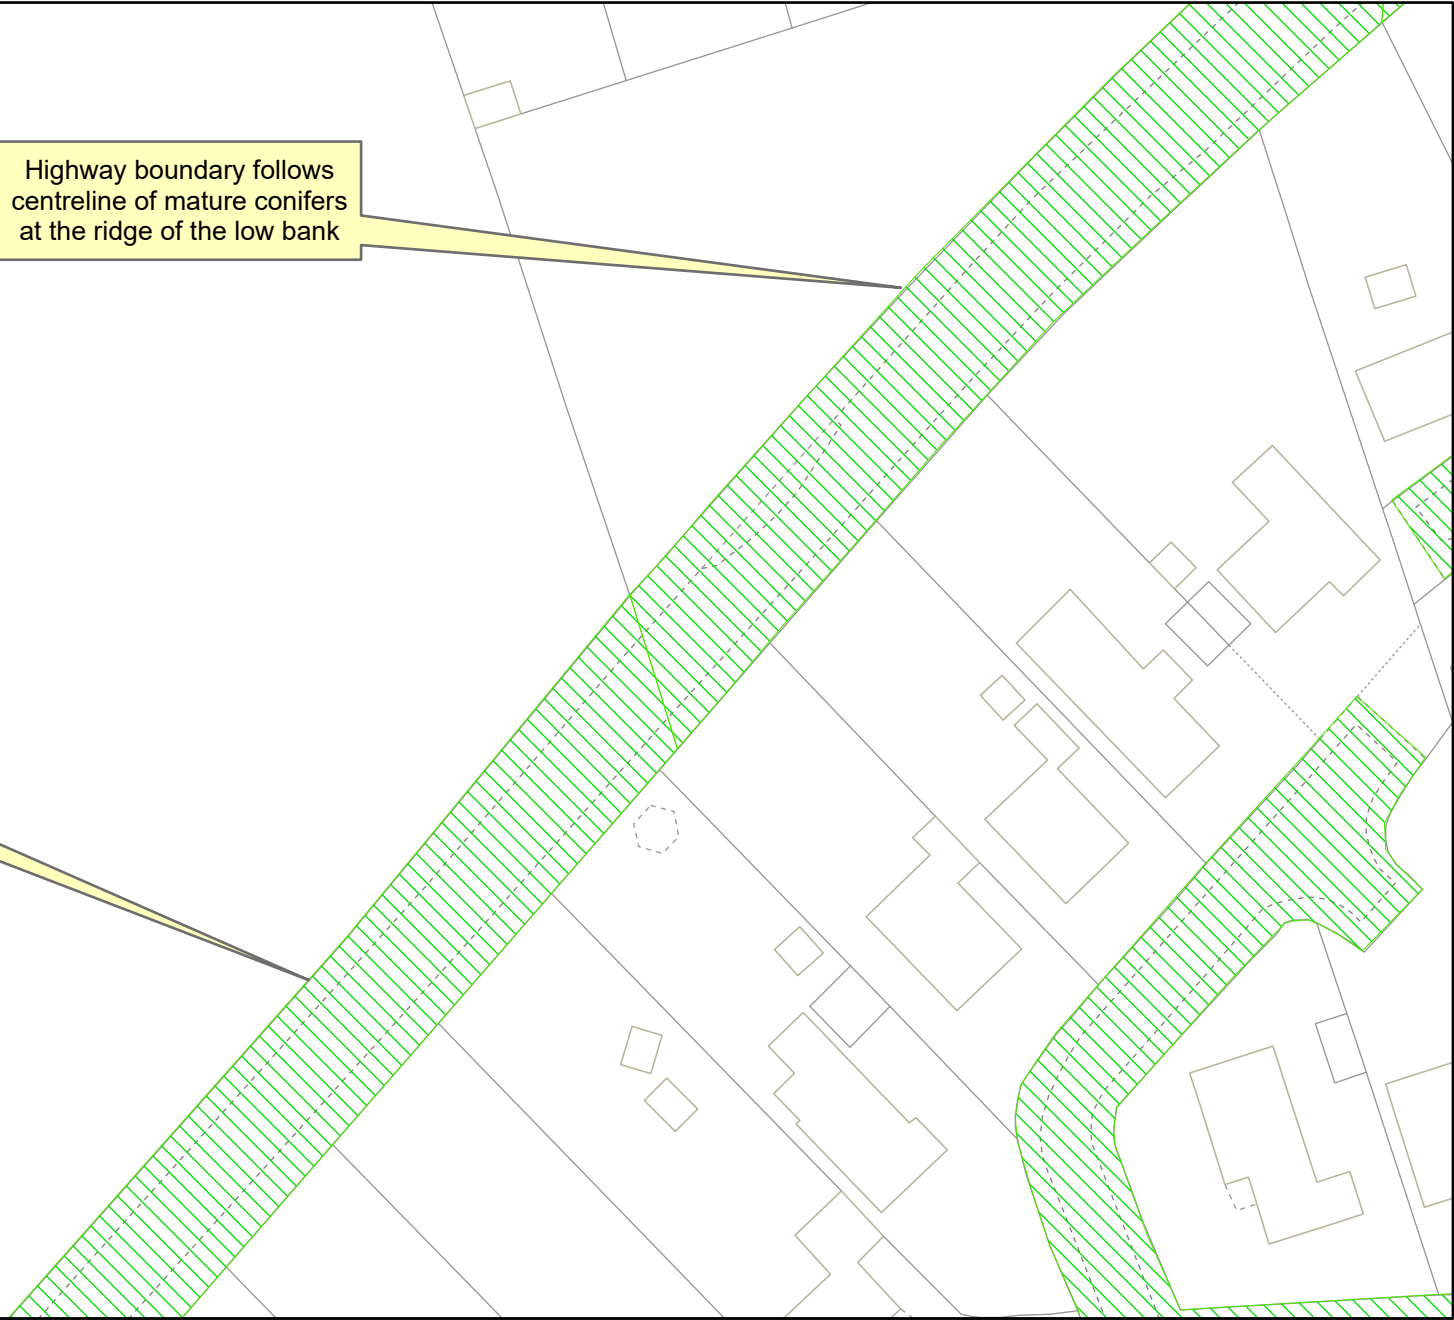 Highway boundary follows
centreline of mature conifers
at the ridge of the low bank